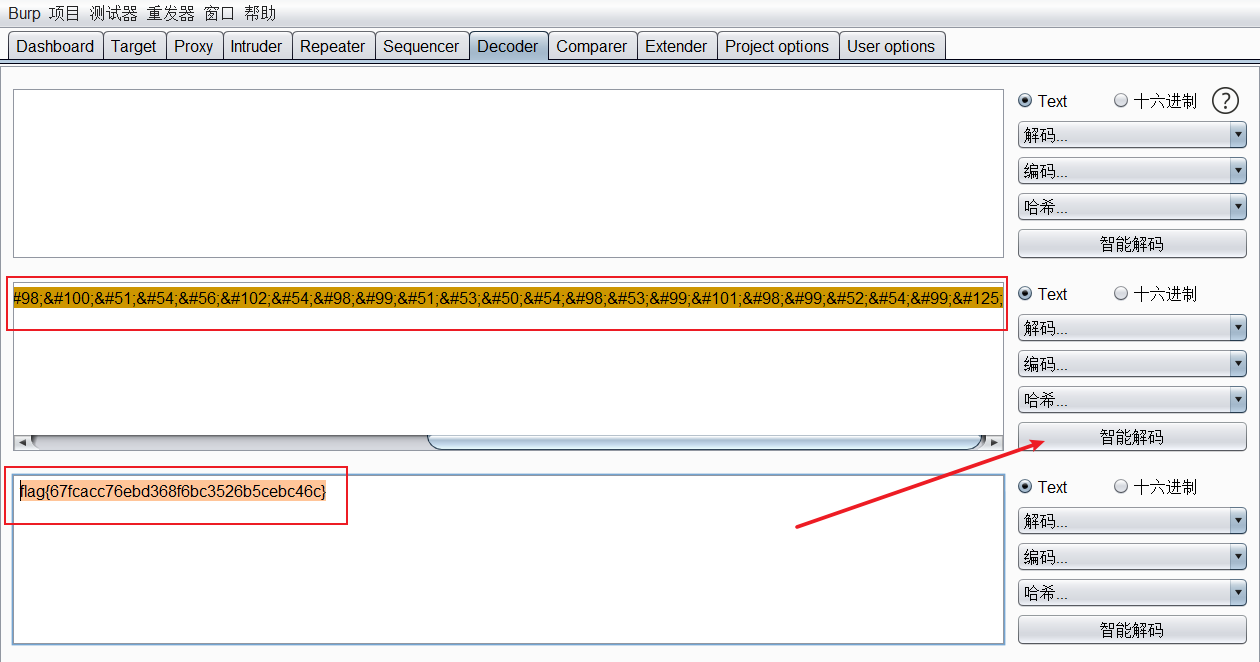 Burp 项目 测试器 重发器 窗口 帮助
Dashboard Target Proxy Intruder Repeater Sequencer Decoder Comparer Extender Project options User options
Text 十六进制 ?
解码...
编码...
哈希...
智能解码
#98;&#100;&#51;&#54;&#56;&#102;&#54;&#98;&#99;&#51;&#53;&#50;&#54;&#98;&#53;&#99;&#101;&#98;&#99;&#52;&#54;&#99;&#125;
Text 十六进制
解码...
编码...
哈希...
智能解码
flag{67fcacc76ebd368f6bc3526b5cebc46c}
Text 十六进制
解码...
编码...
哈希...
智能解码